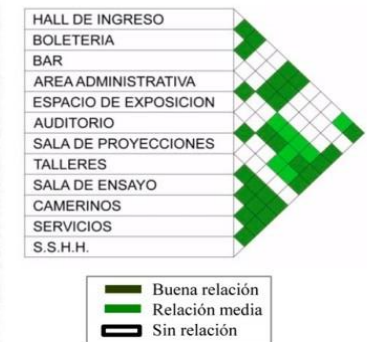 HALL DE INGRESO
BOLETERIA
BAR
AREA ADMINISTRATIVA
ESPACIO DE EXPOSICION
AUDITORIO
SALA DE PROYECCIONES
TALLERES
SALA DE ENSAYO
CAMERINOS
SERVICIOS
S.S.H.H.
Buena relación
Relación media
Sin relación